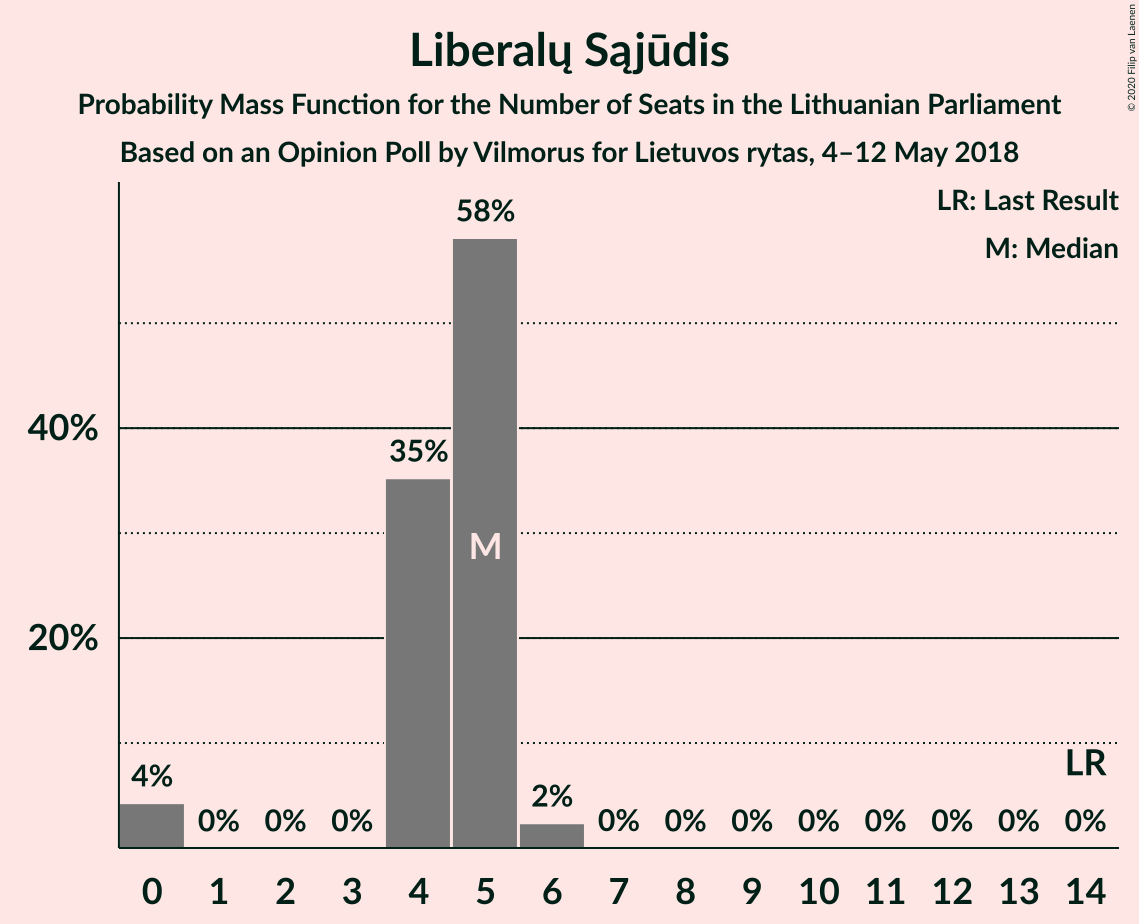 Liberalų Sąjūdis
Probability Mass Function for the Number of Seats in the Lithuanian Parliament
Based on an Opinion Poll by Vilmorus for Lietuvos rytas, 4–12 May 2018
© 2020 Filip van Laenen
LR: Last Result
M: Median
58%
40%
35%
M
20%
LR
4%
0%
0%
0%
2%
0%
0%
0%
0%
0%
0%
0%
0%
0 1 2 3 4 5 6 7 8 9 10 11 12 13 14